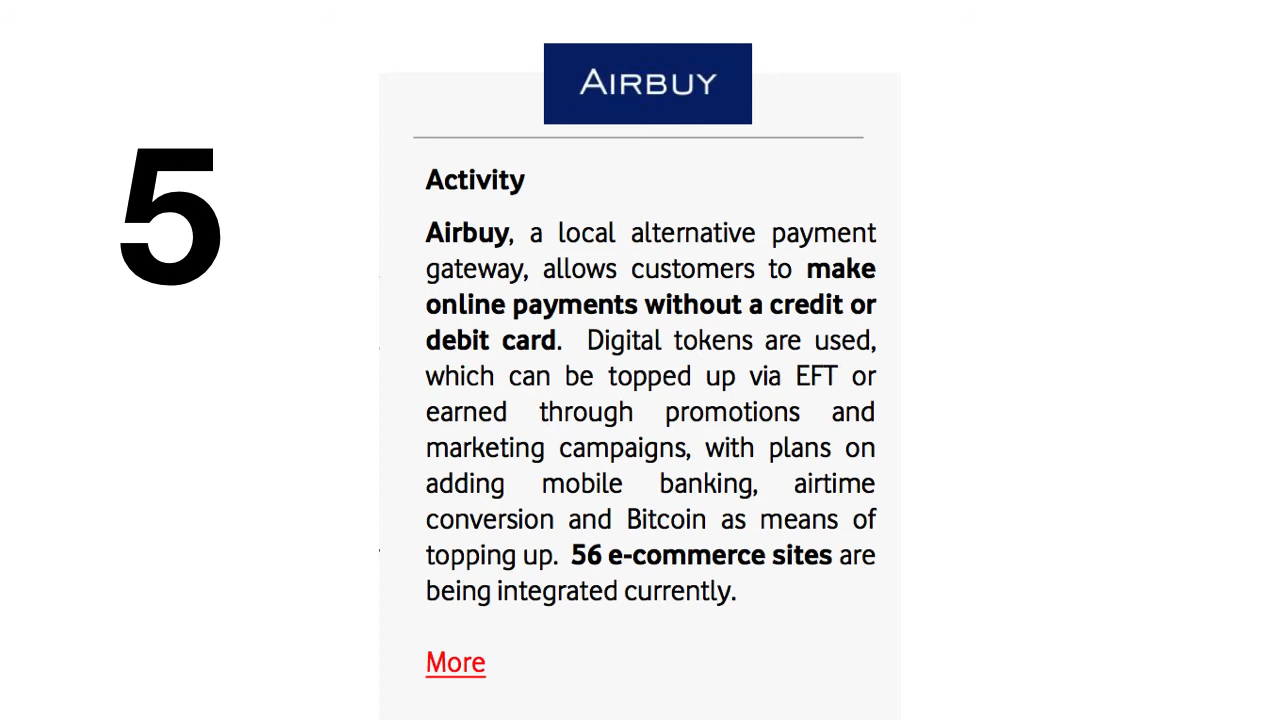 AIRBUY
5
Activity
Airbuy, a local alternative payment
gateway, allows customers to make
online payments without a credit or
debit card. Digital tokens are used,
which can be topped up via EFT or
earned through promotions and
marketing campaigns, with plans on
adding mobile banking, airtime
conversion and Bitcoin as means of
topping up. 56 e-commerce sites are
being integrated currently.
More